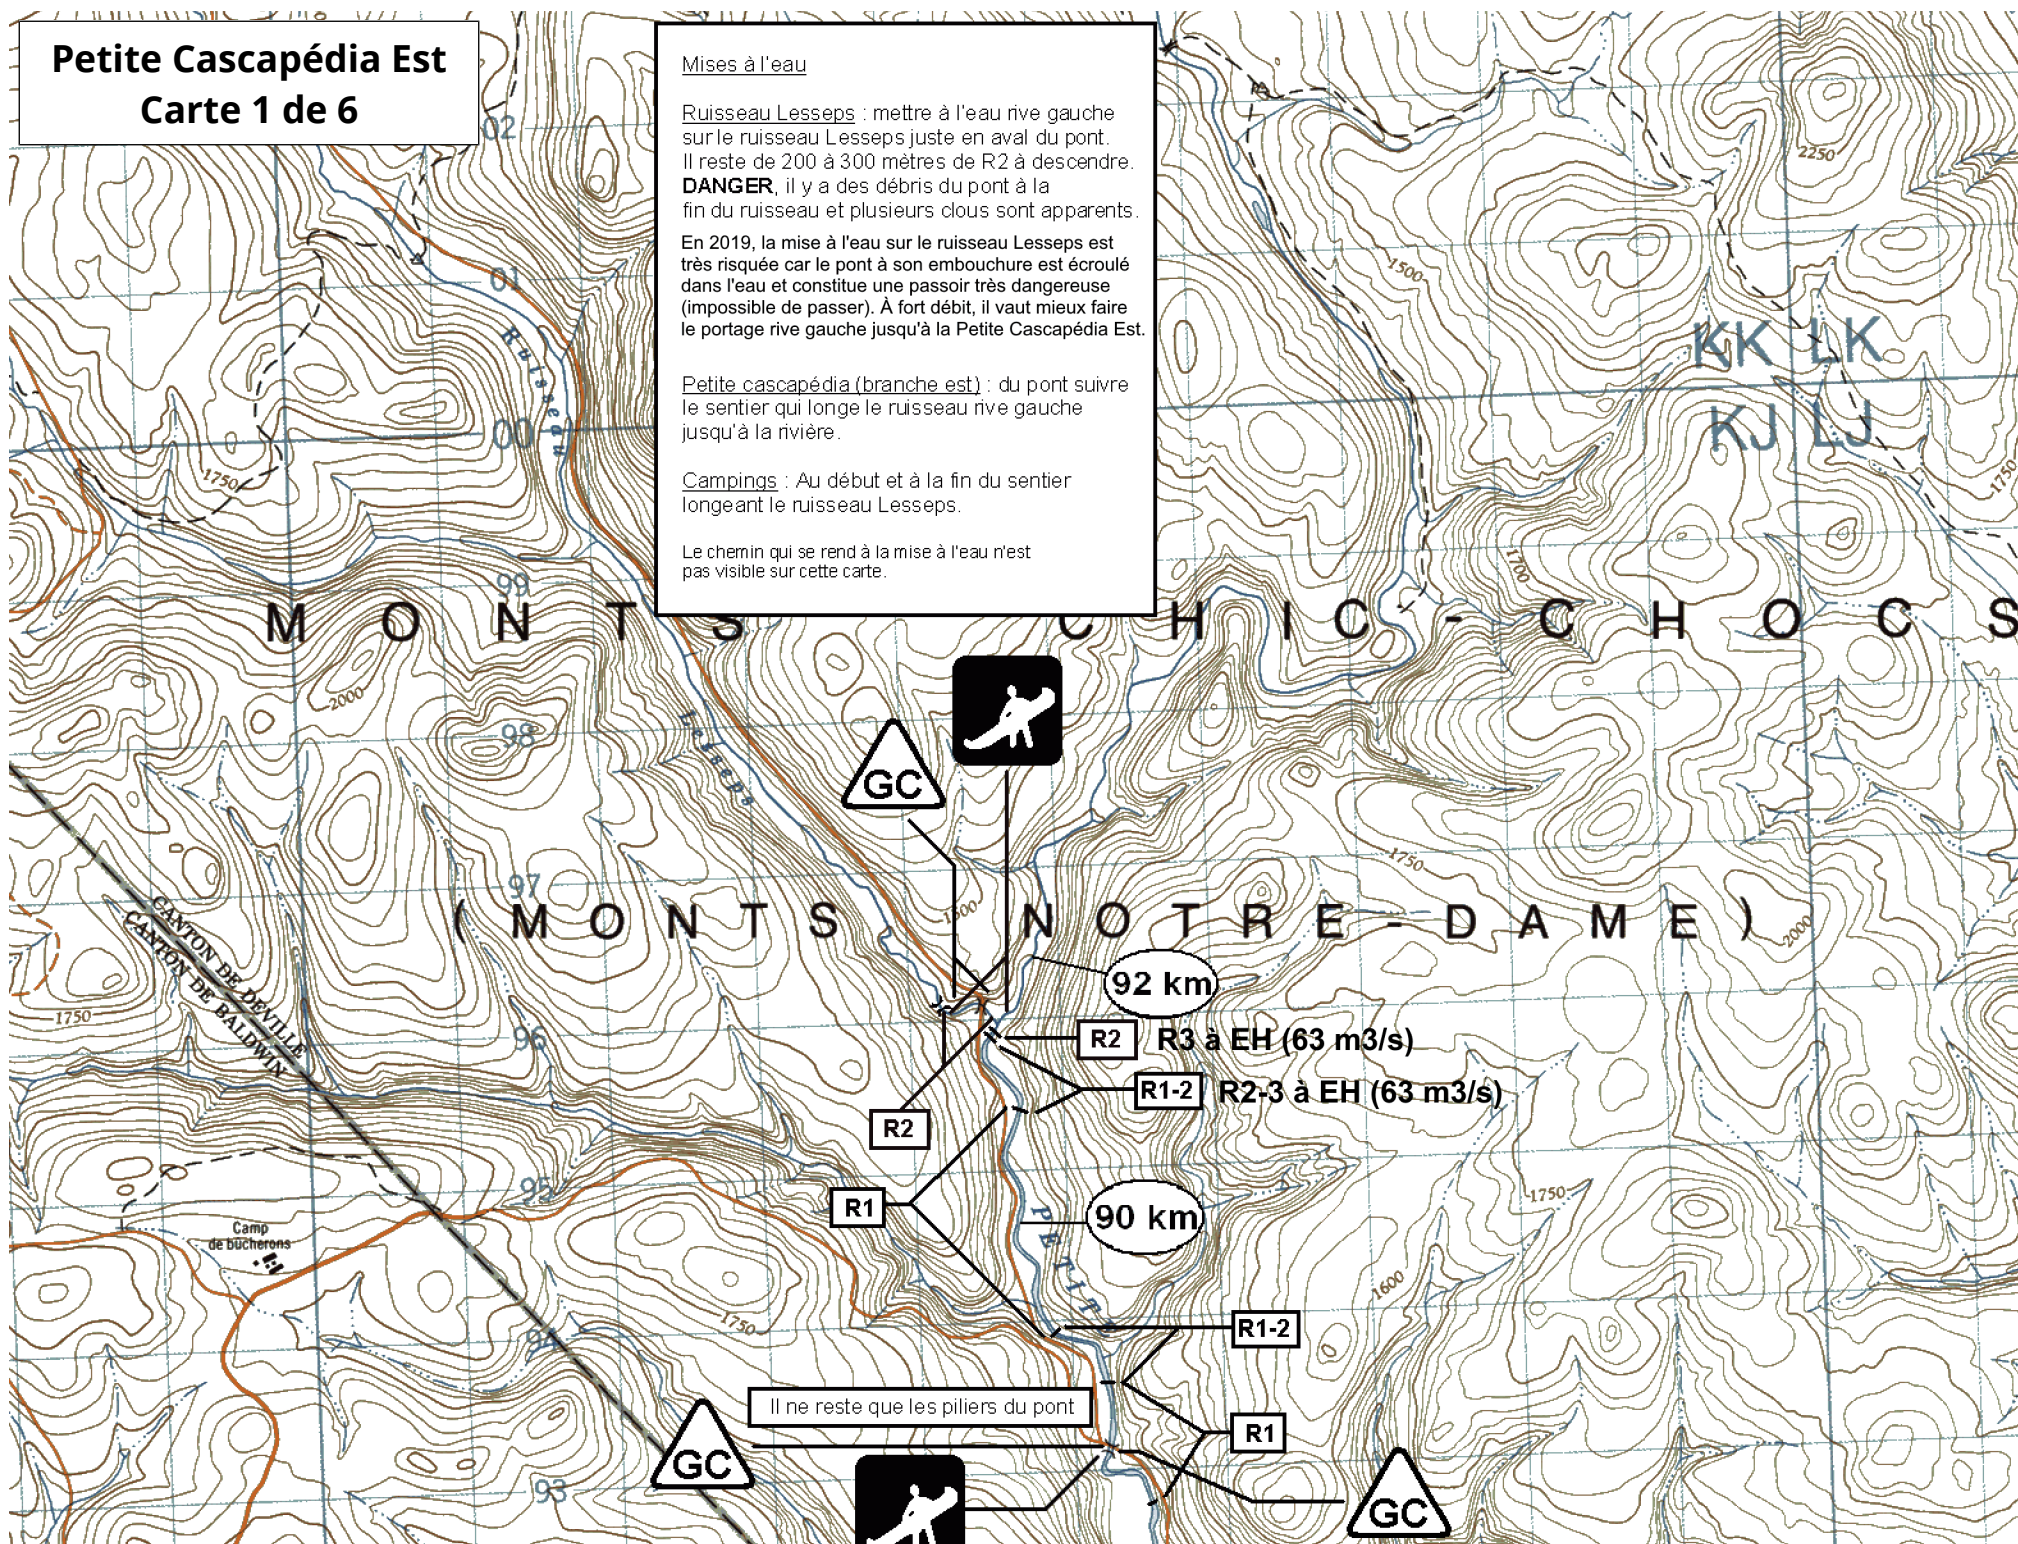 Petite Cascapédia Est
Carte 1 de 6
Mises à l'eau
Ruisseau Lesseps : mettre à l'eau rive gauche
sur le ruisseau Lesseps juste en aval du pont.
Il reste de 200 à 300 mètres de R2 à descendre.
DANGER, il y a des débris du pont à la
fin du ruisseau et plusieurs clous sont apparents.
En 2019, la mise à l'eau sur le ruisseau Lesseps est
très risquée car le pont à son embouchure est écroulé
dans l'eau et constitue une passoir très dangereuse
(impossible de passer). À fort débit, il vaut mieux faire
le portage rive gauche jusqu'à la Petite Cascapédia Est.
Petite cascapédia (branche est) : du pont suivre
le sentier qui longe le ruisseau rive gauche
jusqu'à la rivière.
Campings : Au début et à la fin du sentier
longeant le ruisseau Lesseps.
Le chemin qui se rend à la mise à l'eau n'est
pas visible sur cette carte.
02
2250
01
1500
Ruisseau
KK LK
00
KJ LJ
1750
1750
99
1700
MONTS CHIC-CHOCS
2000
98
Lesseps
GC
1750
97
1500
(MONTS NOTRE-DAME)
2000
CANTON DE DEVILLE
CANTON DE BALDWIN
92 km
1750
96
R2 R3 à EH (63 m3/s)
R1-2 R2-3 à EH (63 m3/s)
R2
95
1750
R1
90 km
PETITE
Camp
de bûcherons
1600
1750
94
R1-2
Il ne reste que les piliers du pont
R1
GC
93
GC